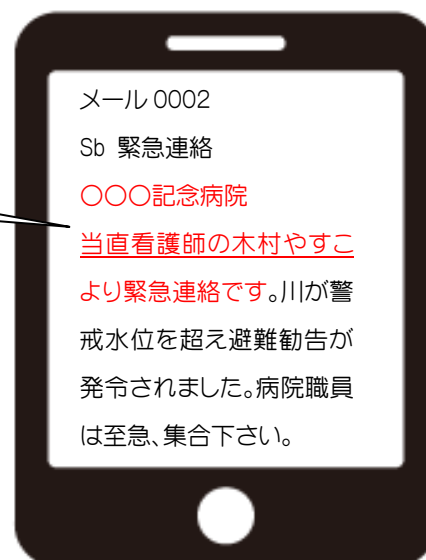 メール 0002
Sb 緊急連絡
〇〇〇記念病院
当直看護師の木村やすこ
より緊急連絡です。川が警
戒水位を超え避難勧告が
発令されました。病院職員
は至急、集合下さい。